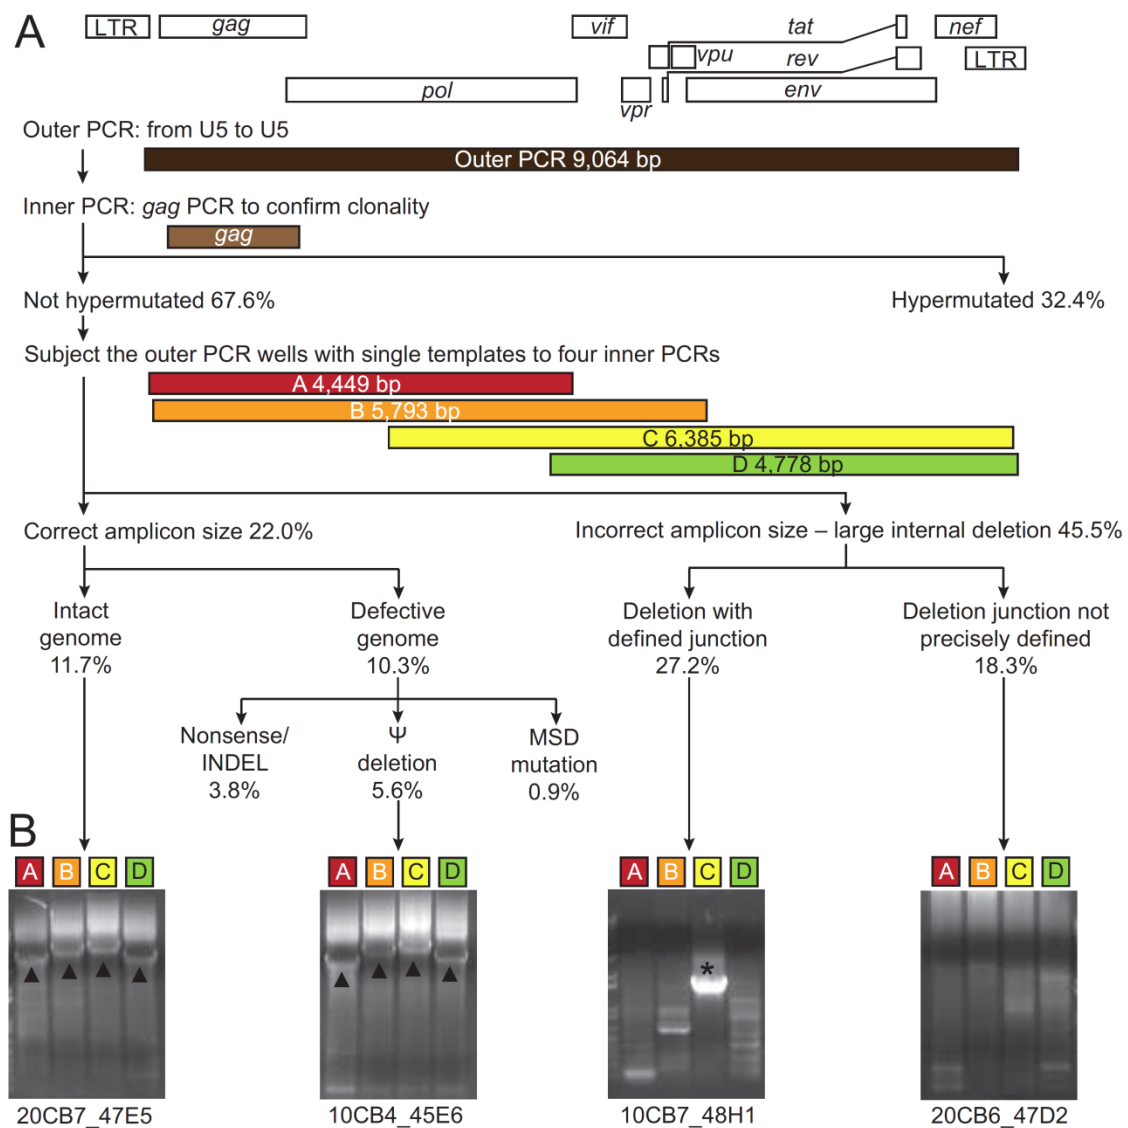 A
LTR
gag
vif
tat
nef
vpu
rev
LTR
pol
vpr
env
Outer PCR: from U5 to U5
Outer PCR 9,064 bp
Inner PCR: gag PCR to confirm clonality
gag
Not hypermutated 67.6%
Hypermutated 32.4%
Subject the outer PCR wells with single templates to four inner PCRs
A 4,449 bp
B 5,793 bp
C 6.385 bp
D 4,778 bp
Correct amplicon size 22.0%
Incorrect amplicon size – large internal deletion 45.5%
Intact
genome
11.7%
Defective
genome
10.3%
Deletion with
defined junction
27.2%
Deletion junction not
precisely defined
18.3%
Nonsense/
INDEL
3.8%
Ψ
deletion
5.6%
MSD
mutation
0.9%
B
A B C D
A B C D
A B C D
A B C D
*
20CB7_47E5
10CB4_45E6
10CB7_48H1
20CB6_47D2